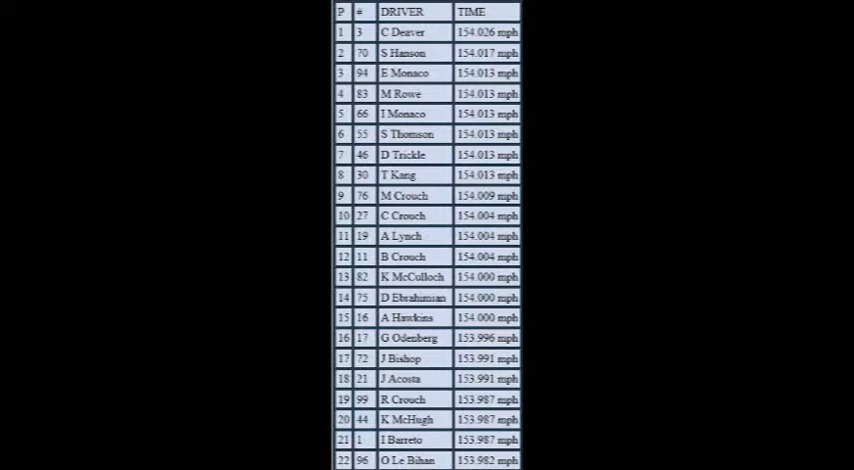 P # DRIVER TIME
1 3 C Deaver 154.026 mph
2 70 S Hanson 154.017 mph
3 94 E Monaco 154.013 mph
4 83 M Rowe 154.013 mph
5 66 I Monaco 154.013 mph
6 55 S Thomson 154.013 mph
7 46 D Trickle 154.013 mph
8 30 T Kang 154.013 mph
9 76 M Crouch 154.009 mph
10 27 C Crouch 154.004 mph
11 19 A Lynch 154.004 mph
12 11 B Crouch 154.004 mph
13 82 K McCulloch 154.000 mph
14 75 D Ebrahimian 154.000 mph
15 16 A Hawkins 154.000 mph
16 17 G Odenberg 153.996 mph
17 72 J Bishop 153.991 mph
18 21 J Acosta 153.991 mph
19 99 R Crouch 153.987 mph
20 44 K McHugh 153.987 mph
21 1 I Barreto 153.987 mph
22 96 O Le Bihan 153.982 mph